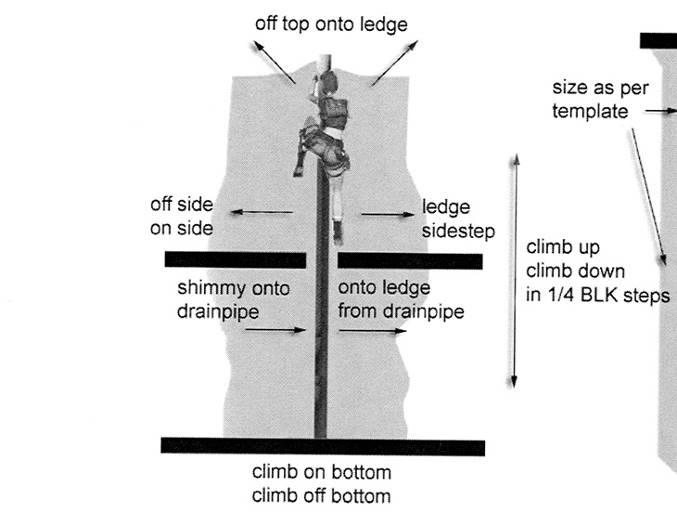 off top onto ledge
size as per
template
off side
on side
ledge
sidestep
climb up
climb down
in 1/4 BLK steps
shimmy onto
drainpipe
onto ledge
from drainpipe
climb on bottom
climb off bottom